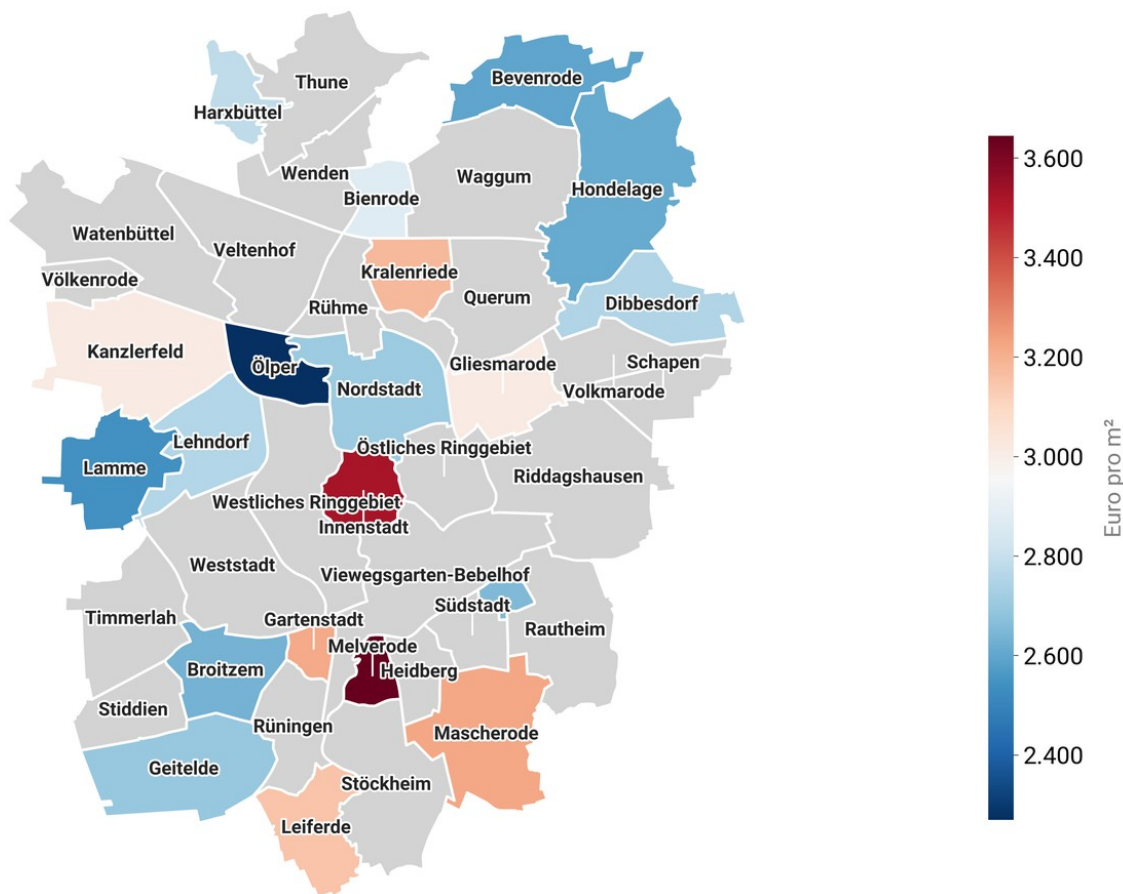 Thune
Bevenrode
Harxbüttel
Wenden
Waggum
Hondelage
Bienrode
Watenbüttel
Veltenhof
Kralenriede
Völkenrode
Querum
Dibbesdorf
Rühme
Kanzlerfeld
Ölper
Gliesmarode
Schapen
Nordstadt
Volkmarode
Lehndorf
Östliches Ringgebiet
Lamme
Riddagshausen
Westliches Ringgebiet
Innenstadt
Weststadt
Viewegsgarten-Bebelhof
Südstadt
Timmerlah
Gartenstadt
Rautheim
Melverode
Broitzem
Heidberg
Stiddien
Rüningen
Mascherode
Geitelde
Stöckheim
Leiferde
3.600
3.400
3.200
3.000
2.800
2.600
2.400
Euro pro m²